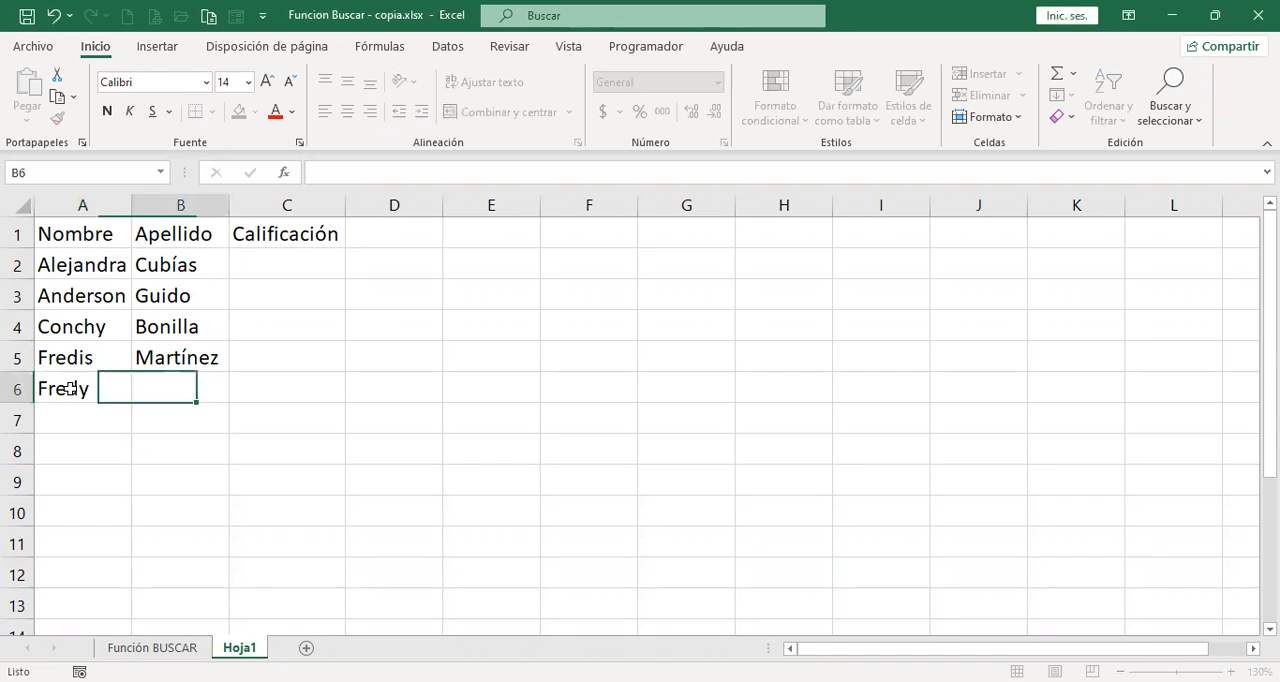 Funcion Buscar - copia.xlsx - Excel
Buscar
Inic. ses.
Archivo Inicio Insertar Disposición de página Fórmulas Datos Revisar Vista Programador Ayuda
Compartir
Pegar
Calibri 14
N K S
Ajustar texto
Combinar y centrar
General
$ % 000
Formato condicional
Dar formato como tabla
Estilos de celda
Insertar
Eliminar
Formato
Ordenar y filtrar
Buscar y seleccionar
Portapapeles Fuente Alineación Número Estilos Celdas Edición
B6
fx
A B C D E F G H I J K L
1 Nombre Apellido Calificación
2 Alejandra Cubías
3 Anderson Guido
4 Conchy Bonilla
5 Fredis Martínez
6 Fredy
7
8
9
10
11
12
13
14
Función BUSCAR Hoja1
Listo
130%